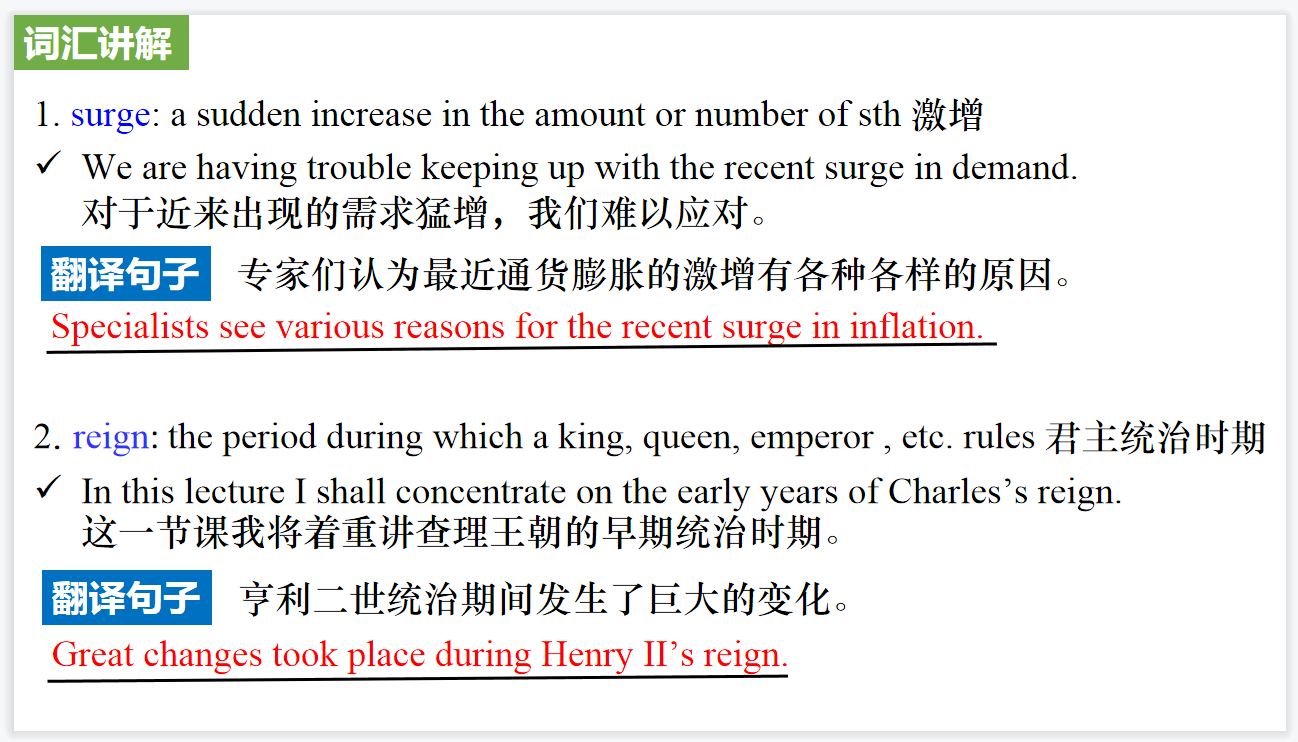 词汇讲解
1. surge: a sudden increase in the amount or number of sth 激增
✓ We are having trouble keeping up with the recent surge in demand.
对于近来出现的需求猛增，我们难以应对。
翻译句子 专家们认为最近通货膨胀的激增有各种各样的原因。
Specialists see various reasons for the recent surge in inflation.
2. reign: the period during which a king, queen, emperor , etc. rules 君主统治时期
✓ In this lecture I shall concentrate on the early years of Charles’s reign.
这一节课我将着重讲查理王朝的早期统治时期。
翻译句子 亨利二世统治期间发生了巨大的变化。
Great changes took place during Henry II’s reign.